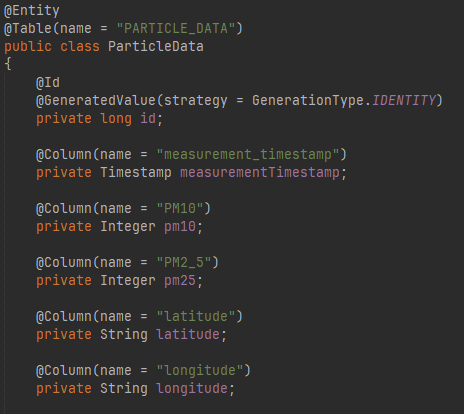 @Entity
@Table(name = "PARTICLE_DATA")
public class ParticleData
{
@Id
@GeneratedValue(strategy = GenerationType.IDENTITY)
private long id;
@Column(name = "measurement_timestamp")
private Timestamp measurementTimestamp;
@Column(name = "PM10")
private Integer pm10;
@Column(name = "PM2_5")
private Integer pm25;
@Column(name = "latitude")
private String latitude;
@Column(name = "longitude")
private String longitude;